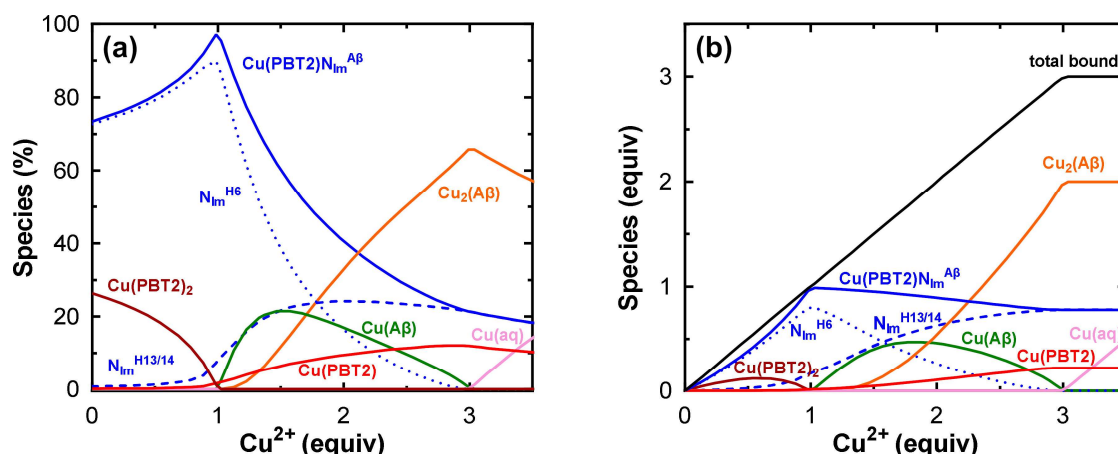 (a)
100
80
60
40
20
0
Species (%)
Cu(PBT2)N_Im^Aβ
N_Im^H6
Cu₂(Aβ)
Cu(PBT2)₂
Cu(Aβ)
Cu(aq)
N_Im^H13/14
Cu(PBT2)
0 1 2 3
Cu²⁺ (equiv)
(b)
3
2
1
0
Species (equiv)
total bound
Cu₂(Aβ)
Cu(PBT2)N_Im^Aβ
N_Im^H6
N_Im^H13/14
Cu(Aβ)
Cu(aq)
Cu(PBT2)₂
Cu(PBT2)
0 1 2 3
Cu²⁺ (equiv)